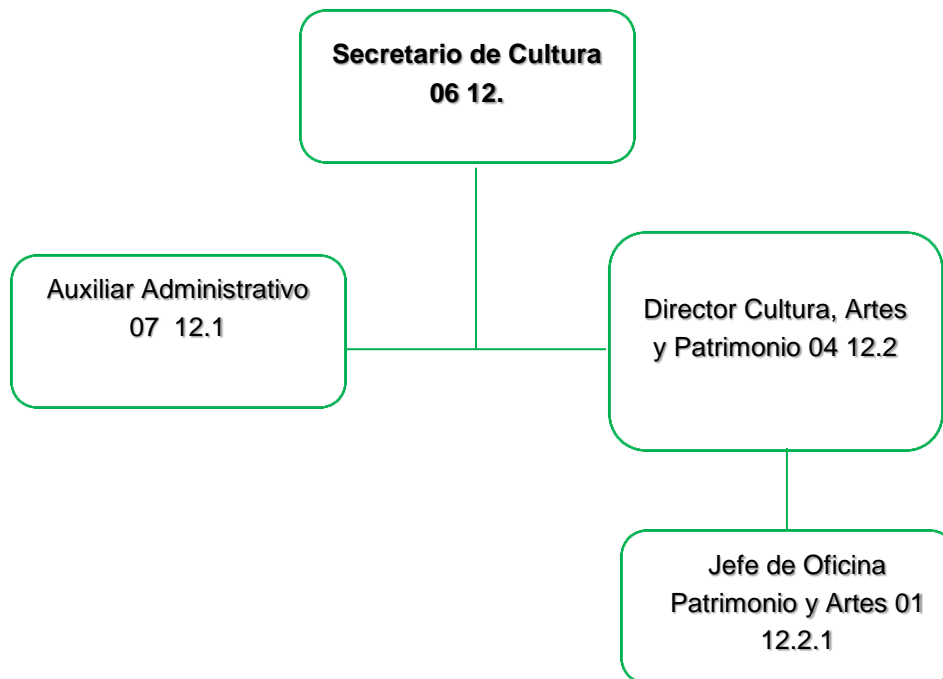 Secretario de Cultura
06 12.
Auxiliar Administrativo
07 12.1
Director Cultura, Artes
y Patrimonio 04 12.2
Jefe de Oficina
Patrimonio y Artes 01
12.2.1